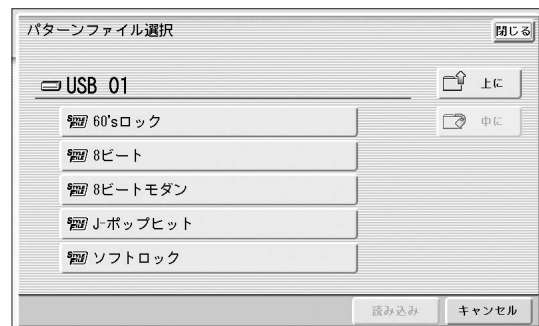 パターンファイル選択
閉じる
USB 01
上に
60'sロック
中に
8ビート
8ビートモダン
J-ポップヒット
ソフトロック
読み込み
キャンセル